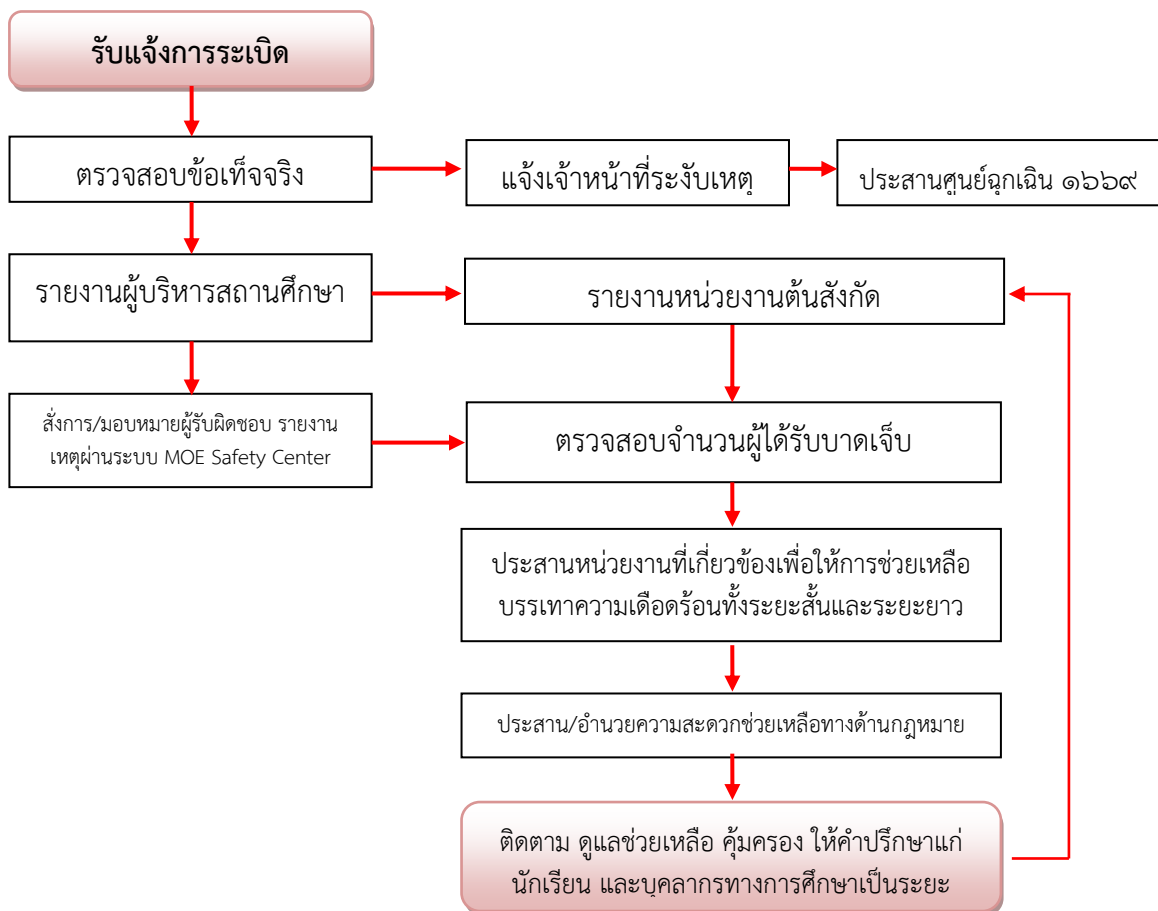 รับแจ้งการระเบิด
ตรวจสอบข้อเท็จจริง
แจ้งเจ้าหน้าที่ระงับเหตุ
ประสานศูนย์ฉุกเฉิน ๑๖๖๙
รายงานผู้บริหารสถานศึกษา
รายงานหน่วยงานต้นสังกัด
สั่งการ/มอบหมายผู้รับผิดชอบ รายงาน
เหตุผ่านระบบ MOE Safety Center
ตรวจสอบจำนวนผู้ได้รับบาดเจ็บ
ประสานหน่วยงานที่เกี่ยวข้องเพื่อให้การช่วยเหลือ
บรรเทาความเดือดร้อนทั้งระยะสั้นและระยะยาว
ประสาน/อำนวยความสะดวกช่วยเหลือทางด้านกฎหมาย
ติดตาม ดูแลช่วยเหลือ คุ้มครอง ให้คำปรึกษาแก่
นักเรียน และบุคลากรทางการศึกษาเป็นระยะ